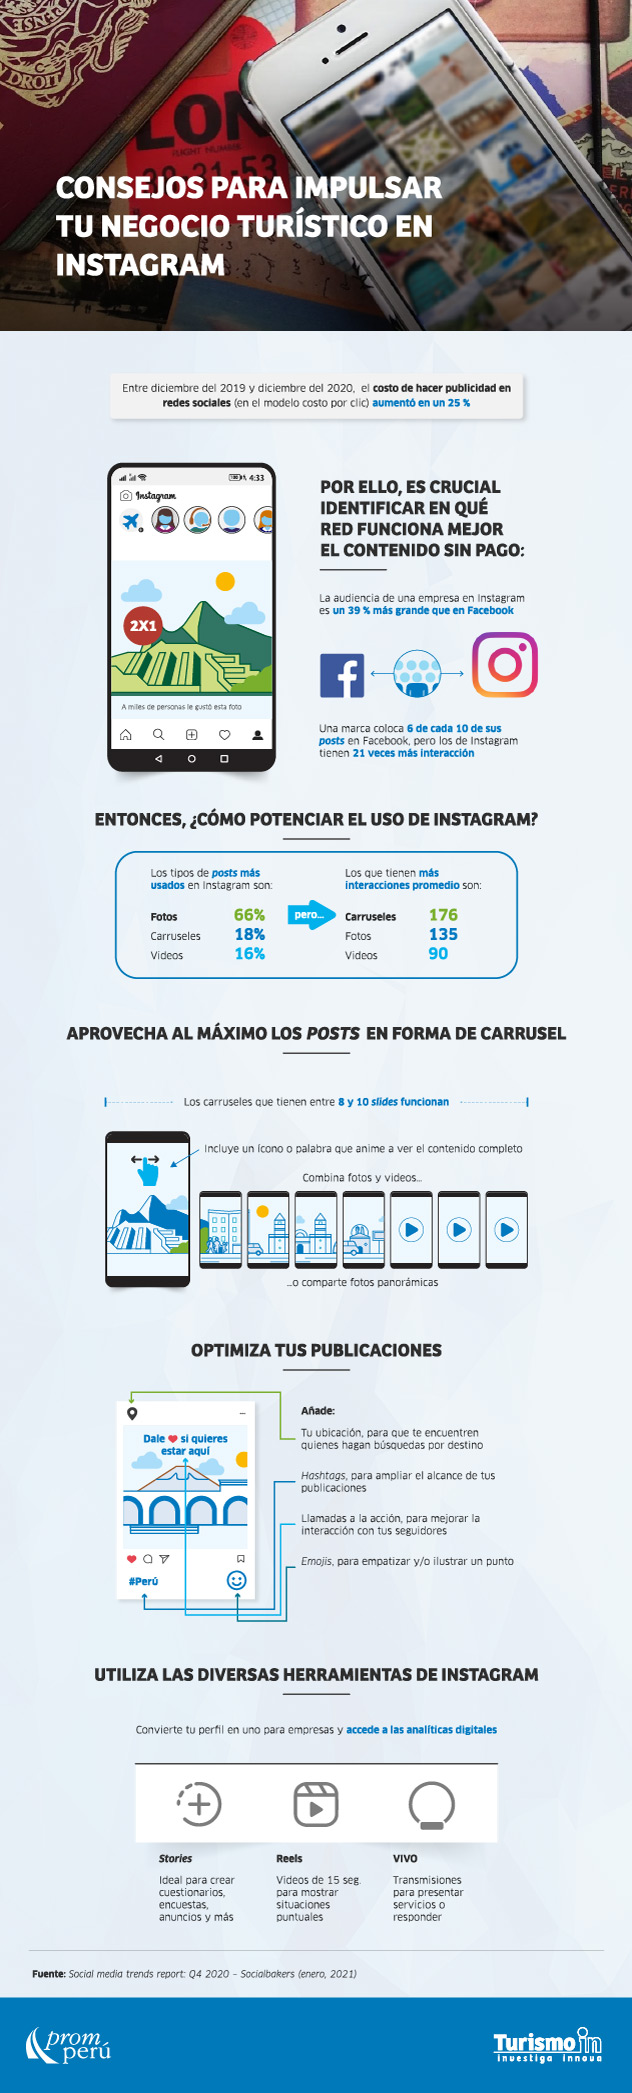 LON
FLIGHT NUMBER
20-31-53
DROIT
CONSEJOS PARA IMPULSAR
TU NEGOCIO TURÍSTICO EN
INSTAGRAM
Entre diciembre del 2019 y diciembre del 2020, el costo de hacer publicidad en
redes sociales (en el modelo costo por clic) aumentó en un 25 %
4:33
Instagram
2X1
A miles de personas le gustó esta foto
POR ELLO, ES CRUCIAL
IDENTIFICAR EN QUÉ
RED FUNCIONA MEJOR
EL CONTENIDO SIN PAGO:
La audiencia de una empresa en Instagram
es un 39 % más grande que en Facebook
f
Una marca coloca 6 de cada 10 de sus
posts en Facebook, pero los de Instagram
tienen 21 veces más interacción
ENTONCES, ¿CÓMO POTENCIAR EL USO DE INSTAGRAM?
Los tipos de posts más
usados en Instagram son:
Fotos 66%
Carruseles 18%
Videos 16%
pero...
Los que tienen más
interacciones promedio son:
Carruseles 176
Fotos 135
Videos 90
APROVECHA AL MÁXIMO LOS POSTS EN FORMA DE CARRUSEL
Los carruseles que tienen entre 8 y 10 slides funcionan
Incluye un ícono o palabra que anime a ver el contenido completo
Combina fotos y videos...
...o comparte fotos panorámicas
OPTIMIZA TUS PUBLICACIONES
Dale ❤ si quieres
estar aquí
#Perú
Añade:
Tu ubicación, para que te encuentren
quienes hagan búsquedas por destino
Hashtags, para ampliar el alcance de tus
publicaciones
Llamadas a la acción, para mejorar la
interacción con tus seguidores
Emojis, para empatizar y/o ilustrar un punto
UTILIZA LAS DIVERSAS HERRAMIENTAS DE INSTAGRAM
Convierte tu perfil en uno para empresas y accede a las analíticas digitales
Stories
Ideal para crear
cuestionarios,
encuestas,
anuncios y más
Reels
Videos de 15 seg.
para mostrar
situaciones
puntuales
VIVO
Transmisiones
para presentar
servicios o
responder
Fuente: Social media trends report: Q4 2020 - Socialbakers (enero, 2021)
prom
perú
Turismo in
investiga innova